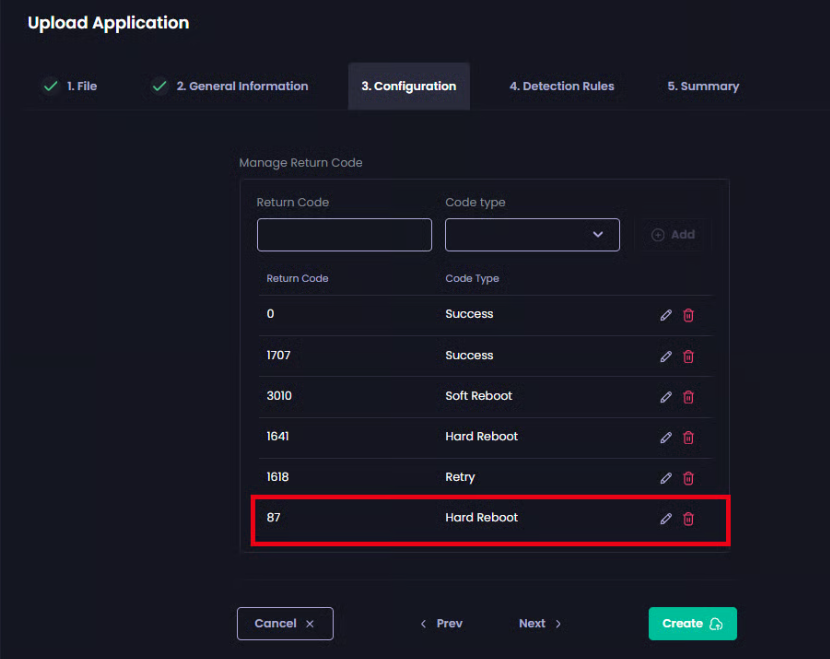 Upload Application
1. File 2. General Information 3. Configuration 4. Detection Rules 5. Summary
Manage Return Code
Return Code Code type
Add
Return Code Code Type
0 Success
1707 Success
3010 Soft Reboot
1641 Hard Reboot
1618 Retry
87 Hard Reboot
Cancel Prev Next Create